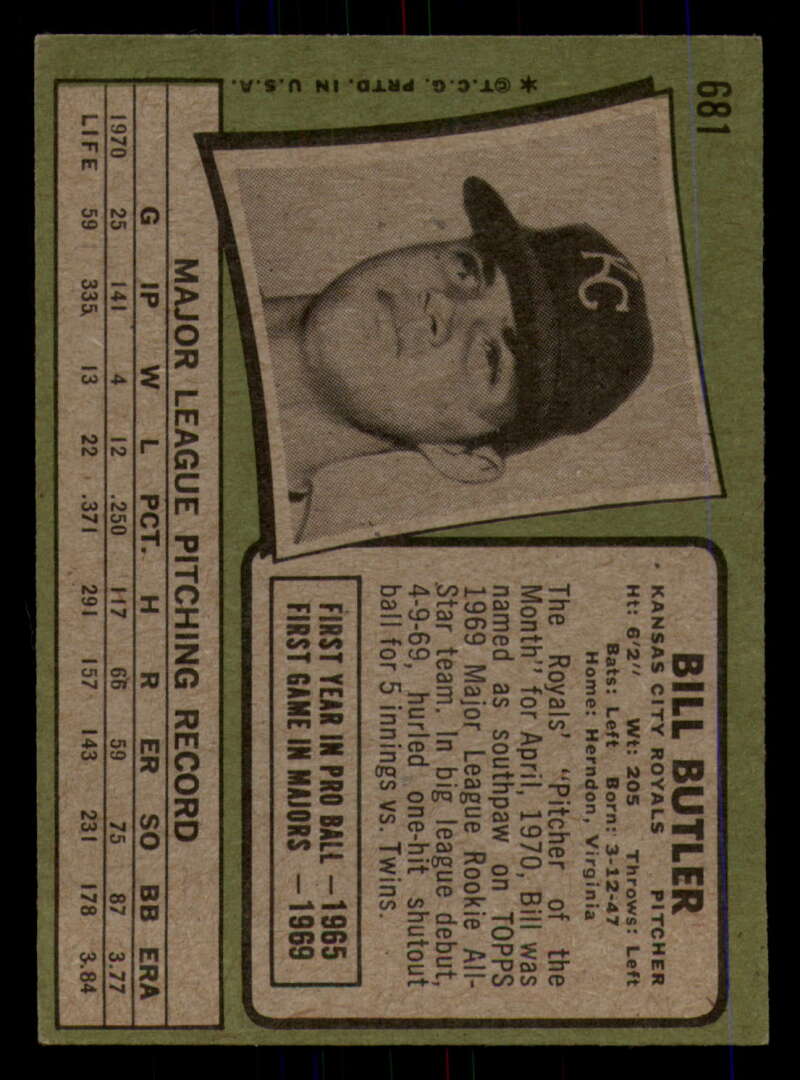 681
* ©T.C.G. PRTD. IN U.S.A.
KC
BILL BUTLER
KANSAS CITY ROYALS PITCHER
Ht: 6'2" Wt: 205 Throws: Left
Bats: Left Born: 3-12-47
Home: Herndon, Virginia
The Royals' "Pitcher of the
Month" for April, 1970, Bill was
named as southpaw on TOPPS
1969 Major League Rookie All-
Star team. In big league debut,
4-9-69, hurled one-hit shutout
ball for 5 innings vs. Twins.
FIRST YEAR IN PRO BALL — 1965
FIRST GAME IN MAJORS — 1969
MAJOR LEAGUE PITCHING RECORD
G IP W L PCT. H R ER SO BB ERA
1970 25 141 4 12 .250 117 66 59 75 87 3.77
LIFE 59 335 13 22 .371 291 157 143 231 178 3.84